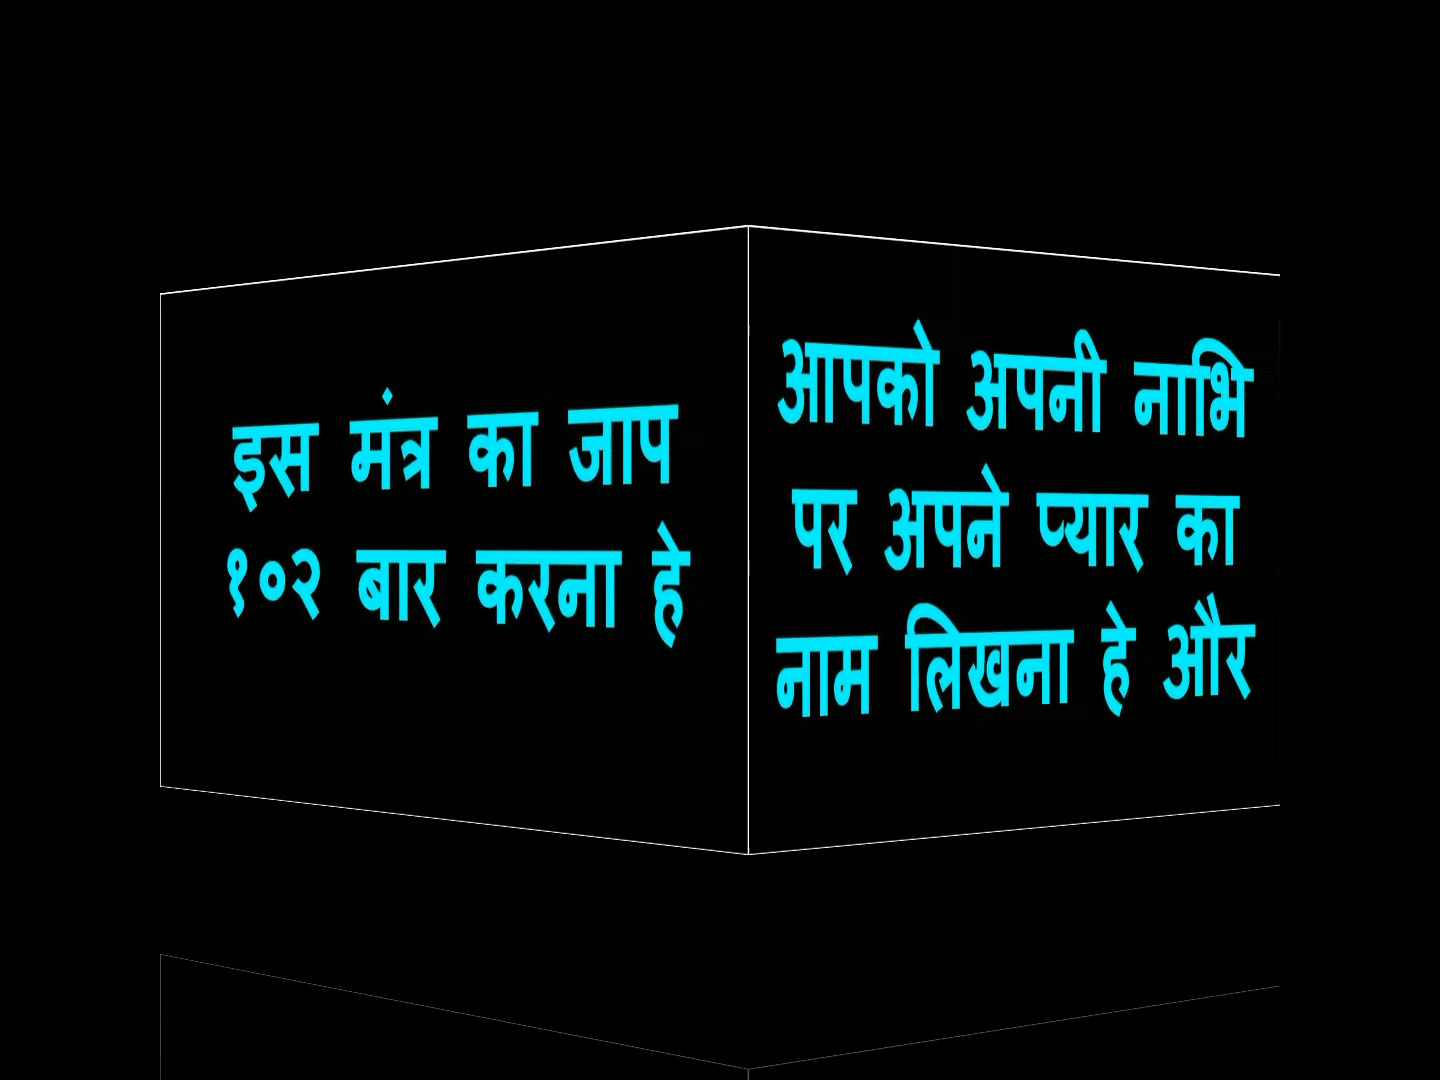 इस मंत्र का जाप
१०२ बार करना हे
आपको अपनी नाभि
पर अपने प्यार का
नाम लिखना हे और